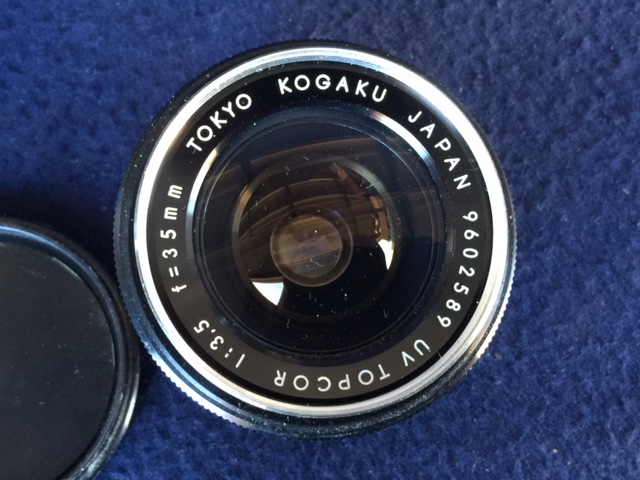 TOKYO KOGAKU JAPAN 9602589 UV TOPCOR 1:3.5 f=35mm